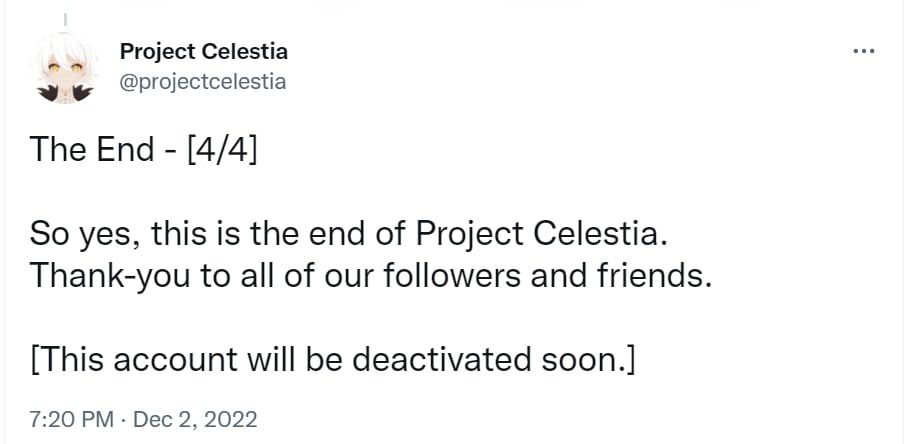 Project Celestia
@projectcelestia
The End - [4/4]
So yes, this is the end of Project Celestia.
Thank-you to all of our followers and friends.
[This account will be deactivated soon.]
7:20 PM · Dec 2, 2022